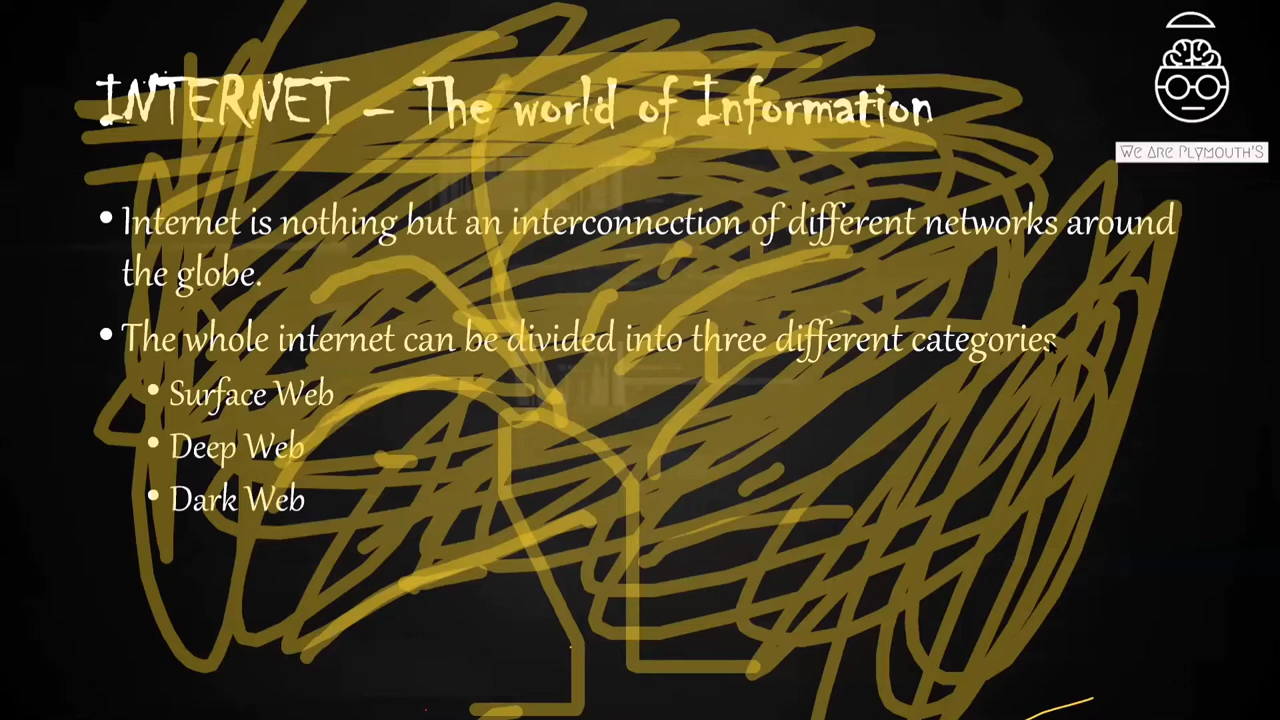 INTERNET – The world of Information
WE ARE PLYMOUTH'S
• Internet is nothing but an interconnection of different networks around
the globe.
• The whole internet can be divided into three different categories
• Surface Web
• Deep Web
• Dark Web